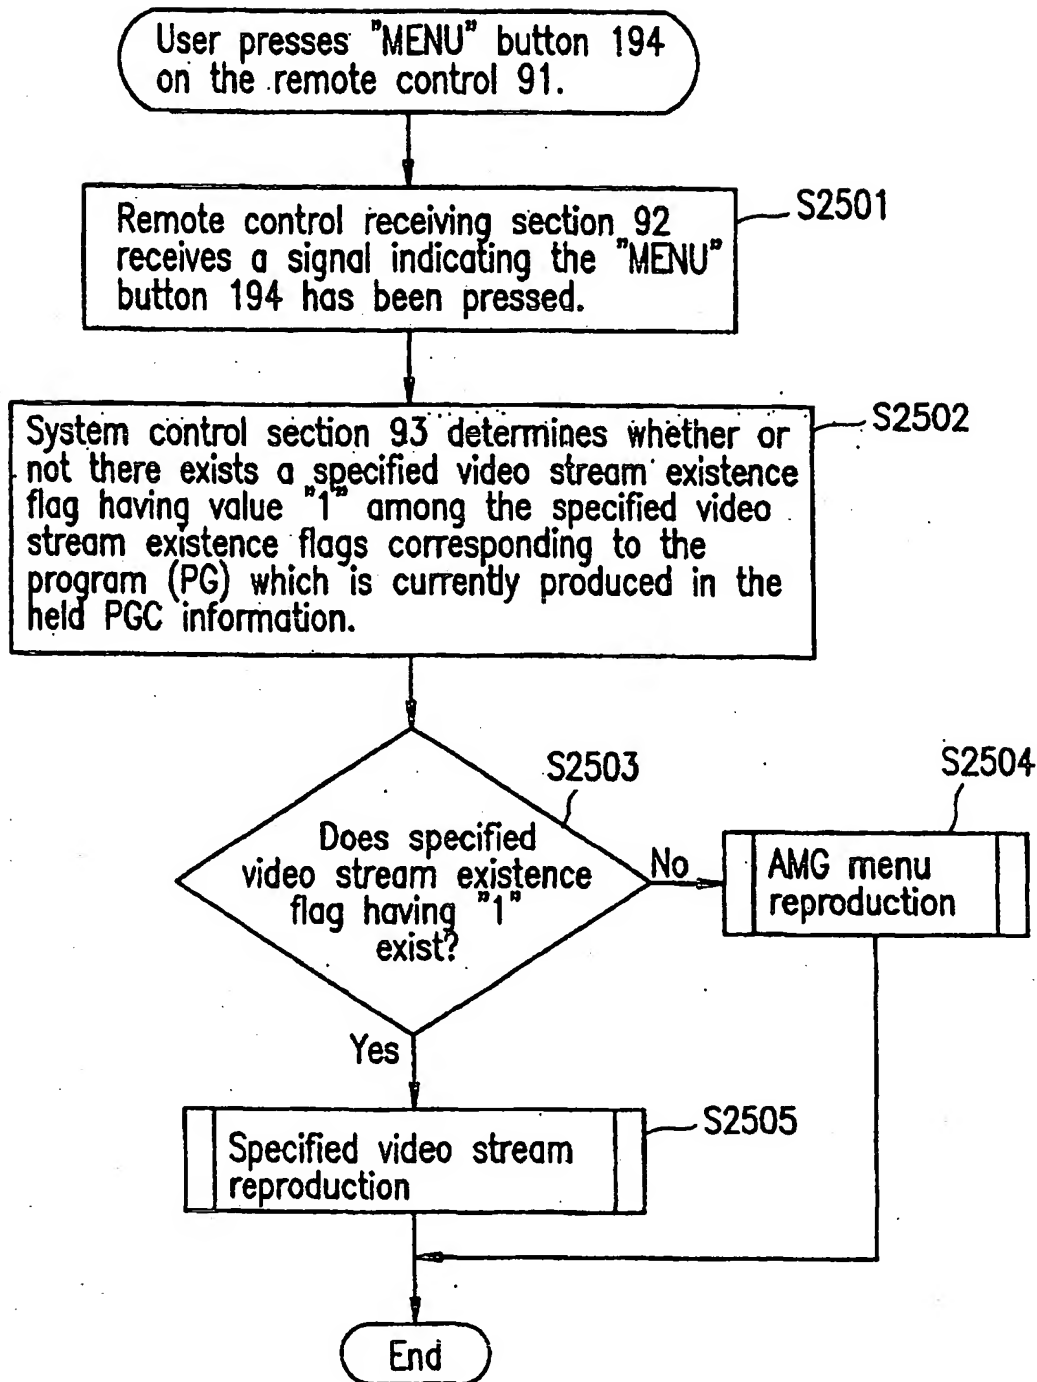 User presses "MENU" button 194
on the remote control 91.
Remote control receiving section 92
receives a signal indicating the "MENU"
button 194 has been pressed.
S2501
System control section 93 determines whether or
not there exists a specified video stream existence
flag having value "1" among the specified video
stream existence flags corresponding to the
program (PG) which is currently produced in the
held PGC information.
S2502
S2503
Does specified
video stream existence
flag having "1"
exist?
No
S2504
AMG menu
reproduction
Yes
Specified video stream
reproduction
S2505
End